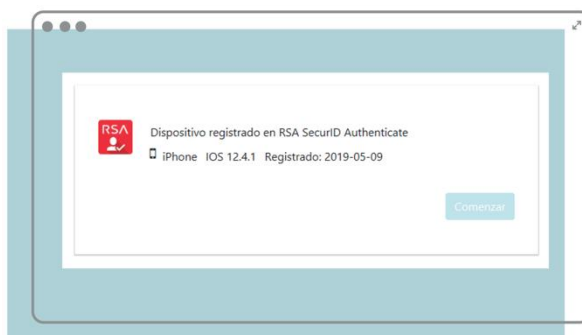 RSA
Dispositivo registrado en RSA SecurID Authenticate
iPhone IOS 12.4.1 Registrado: 2019-05-09
Comenzar